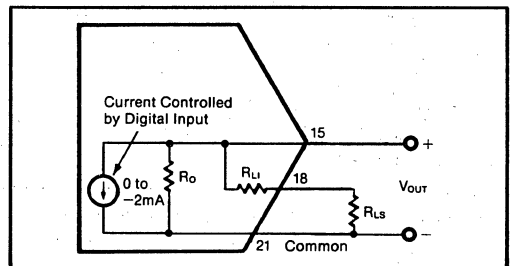 Current Controlled
by Digital Input
15
+
0 to
−2mA
RO
RLI
18
VOUT
RLS
21 Common
−